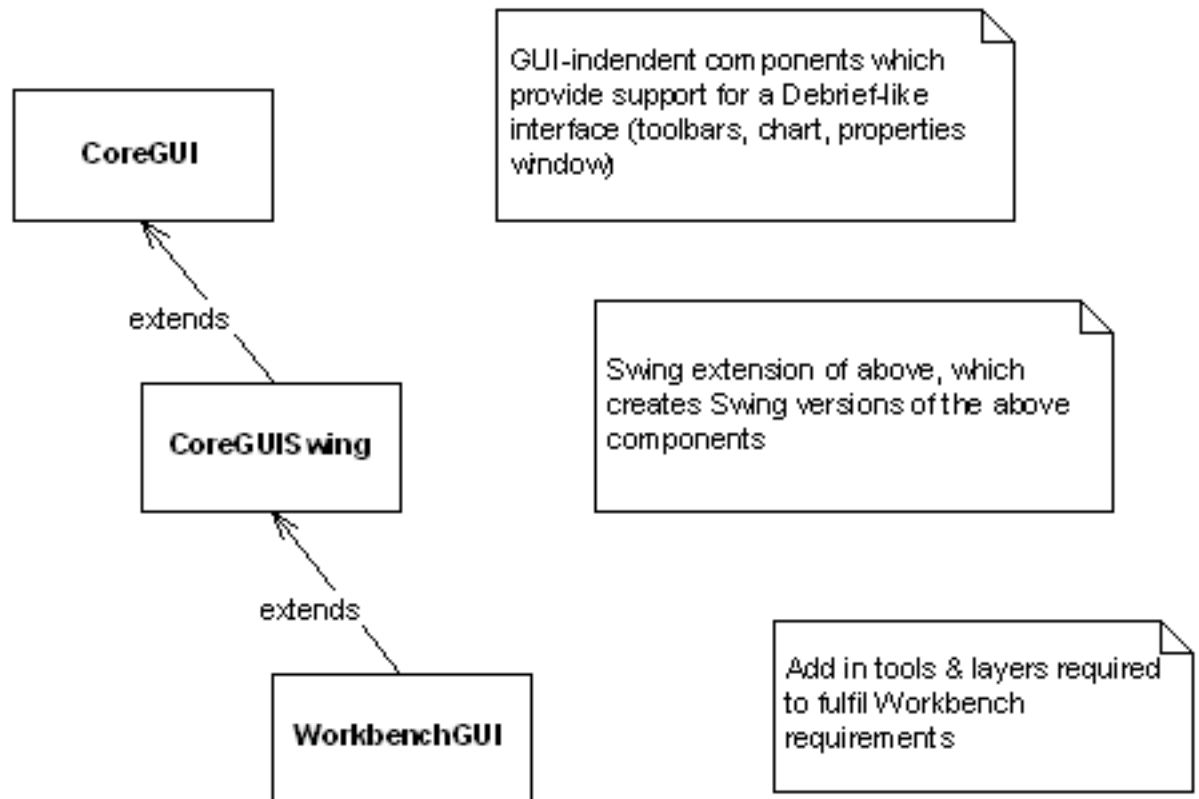 GUI-indendent components which
provide support for a Debrief-like
interface (toolbars, chart, properties
window)
CoreGUI
extends
Swing extension of above, which
creates Swing versions of the above
components
CoreGUISwing
extends
Add in tools & layers required
to fulfil Workbench
requirements
WorkbenchGUI